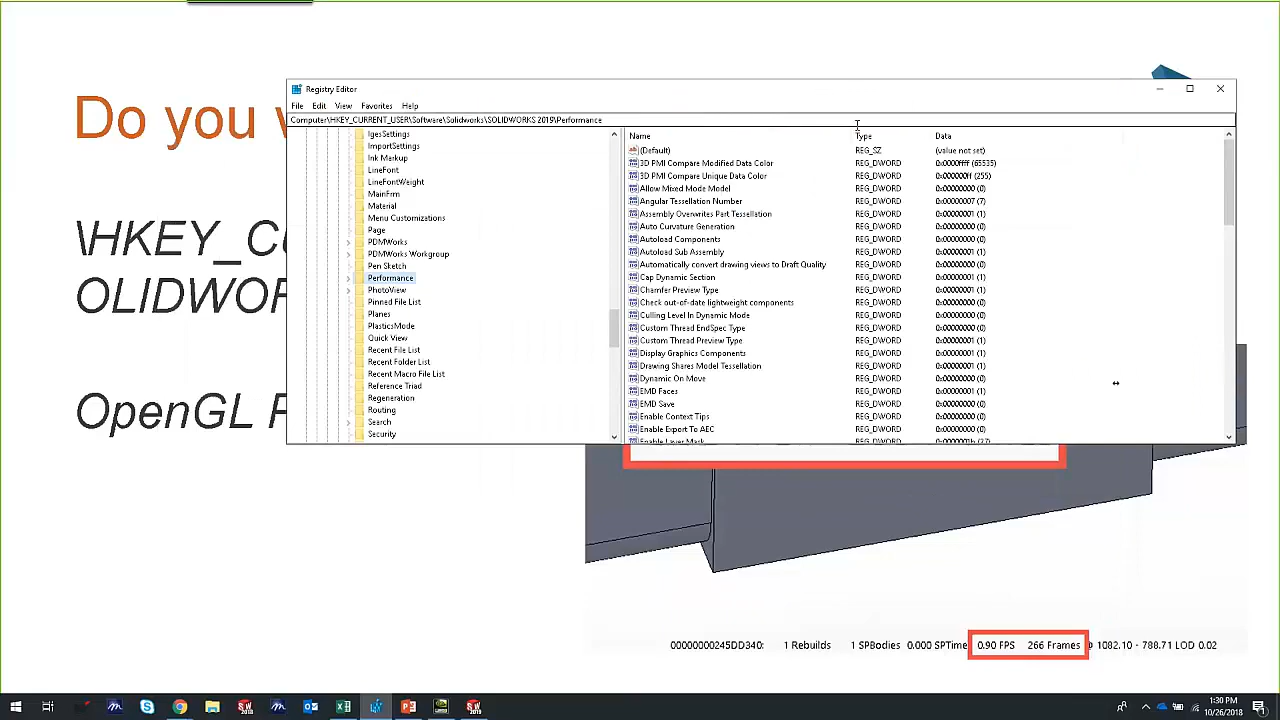 Do you
\HKEY_C
OLIDWOR
OpenGL
Registry Editor
File Edit View Favorites Help
Computer\HKEY_CURRENT_USER\Software\Solidworks\SOLIDWORKS 2019\Performance
IgesSettings
ImportSettings
Ink Markup
LineFont
LineFontWeight
MainFrm
Material
Menu Customizations
Page
PDMWorks
PDMWorks Workgroup
Pen Sketch
Performance
PhotoView
Pinned File List
Planes
PlasticsMode
Quick View
Recent File List
Recent Folder List
Recent Macro File List
Reference Triad
Regeneration
Routing
Search
Security
Name Type Data
(Default) REG_SZ (value not set)
3D PMI Compare Modified Data Color REG_DWORD 0x0000ffff (65535)
3D PMI Compare Unique Data Color REG_DWORD 0x000000ff (255)
Allow Mixed Mode Model REG_DWORD 0x00000000 (0)
Angular Tessellation Number REG_DWORD 0x00000007 (7)
Assembly Overwrites Part Tessellation REG_DWORD 0x00000001 (1)
Auto Curvature Generation REG_DWORD 0x00000000 (0)
Autoload Components REG_DWORD 0x00000000 (0)
Autoload Sub Assembly REG_DWORD 0x00000001 (1)
Automatically convert drawing views to Draft Quality REG_DWORD 0x00000000 (0)
Cap Dynamic Section REG_DWORD 0x00000001 (1)
Chamfer Preview Type REG_DWORD 0x00000001 (1)
Check out-of-date lightweight components REG_DWORD 0x00000000 (0)
Culling Level In Dynamic Mode REG_DWORD 0x00000000 (0)
Custom Thread EndSpec Type REG_DWORD 0x00000000 (0)
Custom Thread Preview Type REG_DWORD 0x00000001 (1)
Display Graphics Components REG_DWORD 0x00000001 (1)
Drawing Shares Model Tessellation REG_DWORD 0x00000001 (1)
Dynamic On Move REG_DWORD 0x00000000 (0)
EMD Faces REG_DWORD 0x00000001 (1)
EMD Save REG_DWORD 0x00000000 (0)
Enable Context Tips REG_DWORD 0x00000000 (0)
Enable Export To AEC REG_DWORD 0x00000000 (0)
Enable Layer Mask REG_DWORD 0x0000001b (27)
00000000245DD340: 1 Rebuilds 1 SPBodies 0.000 SPTime 0.90 FPS 266 Frames 1082.10 - 788.71 LOD 0.02
1:30 PM
10/26/2018